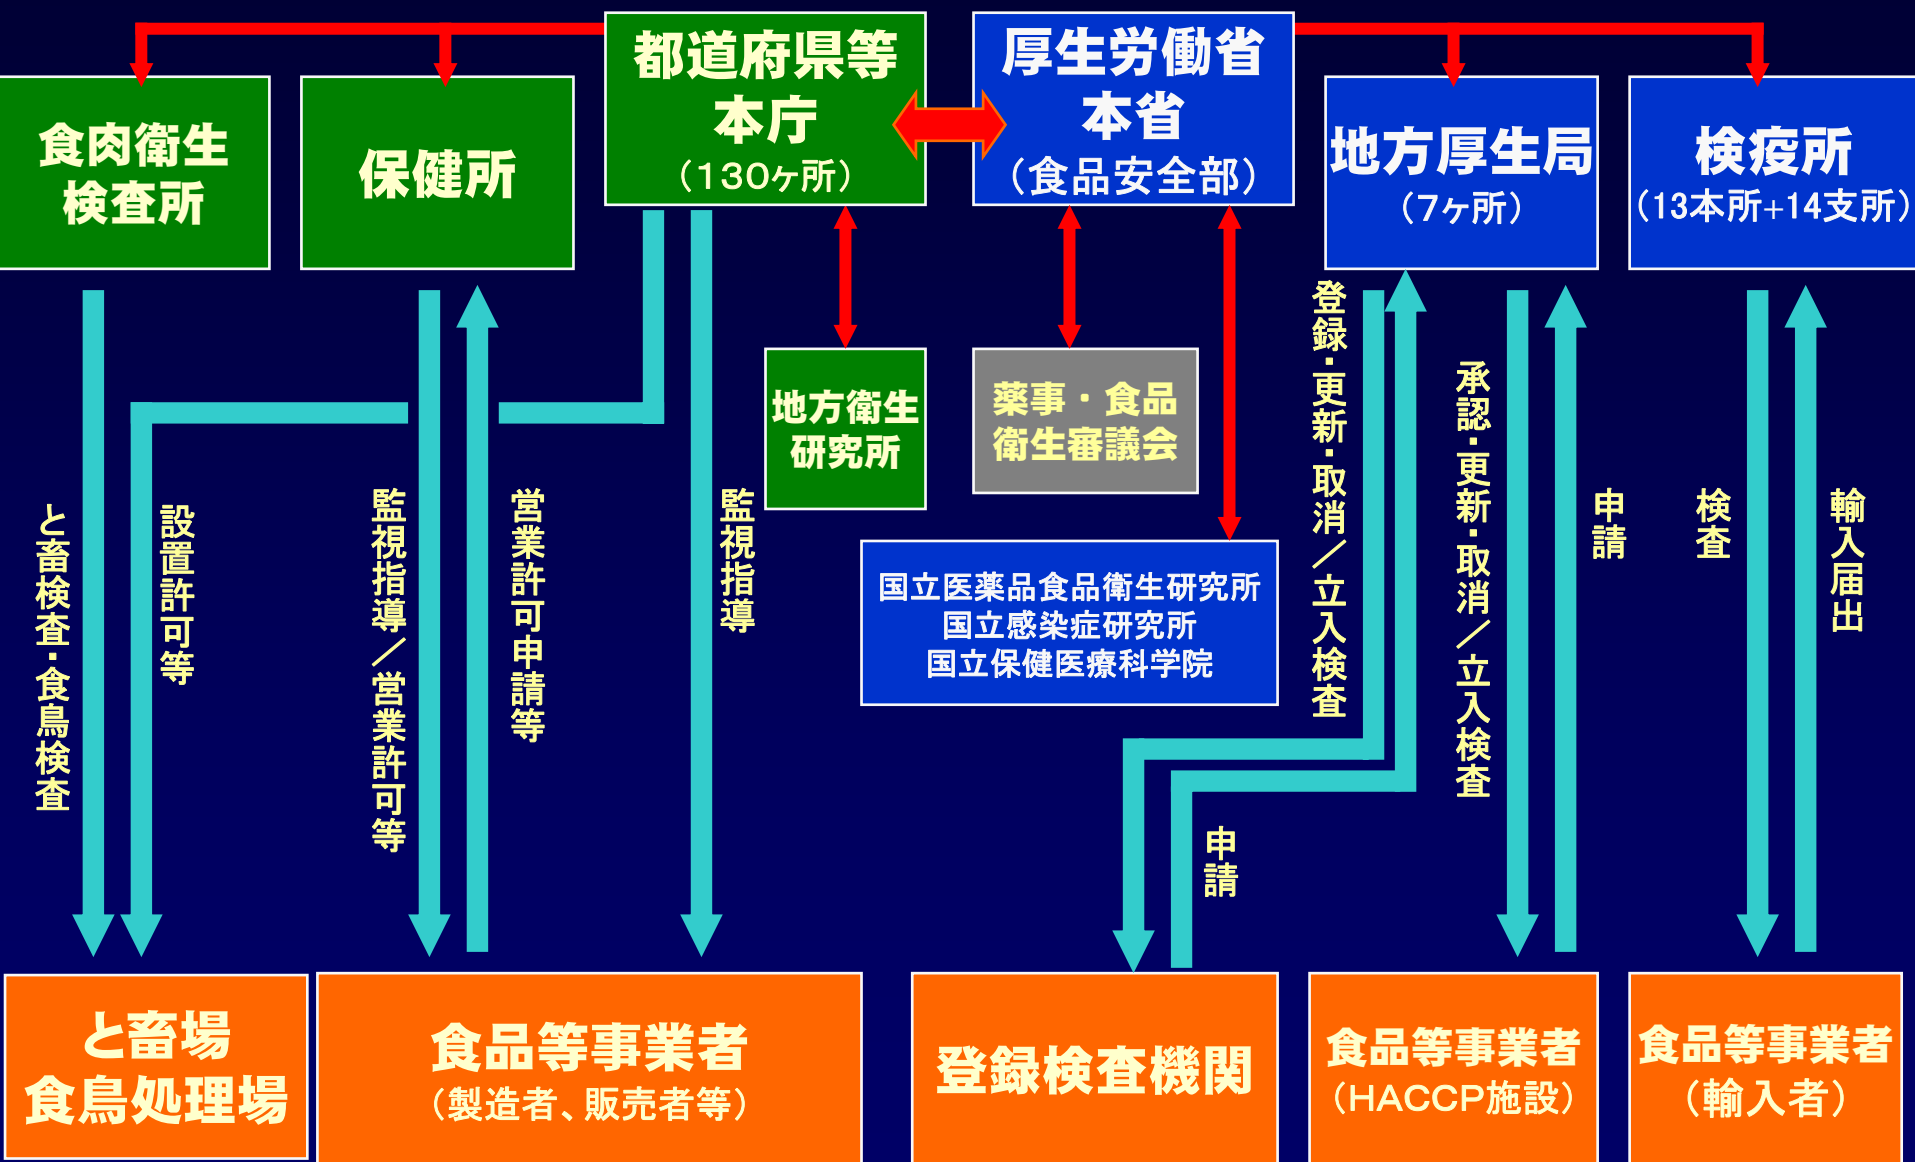 都道府県等
本庁
（130ヶ所）
厚生労働省
本省
（食品安全部）
食肉衛生
検査所
保健所
地方厚生局
（7ヶ所）
検疫所
（13本所+14支所）
地方衛生
研究所
薬事・食品
衛生審議会
国立医薬品食品衛生研究所
国立感染症研究所
国立保健医療科学院
と畜検査・食鳥検査
設置許可等
監視指導／営業許可等
営業許可申請等
監視指導
登録・更新・取消／立入検査
申請
承認・更新・取消／立入検査
申請
検査
輸入届出
と畜場
食鳥処理場
食品等事業者
（製造者、販売者等）
登録検査機関
食品等事業者
（HACCP施設）
食品等事業者
（輸入者）